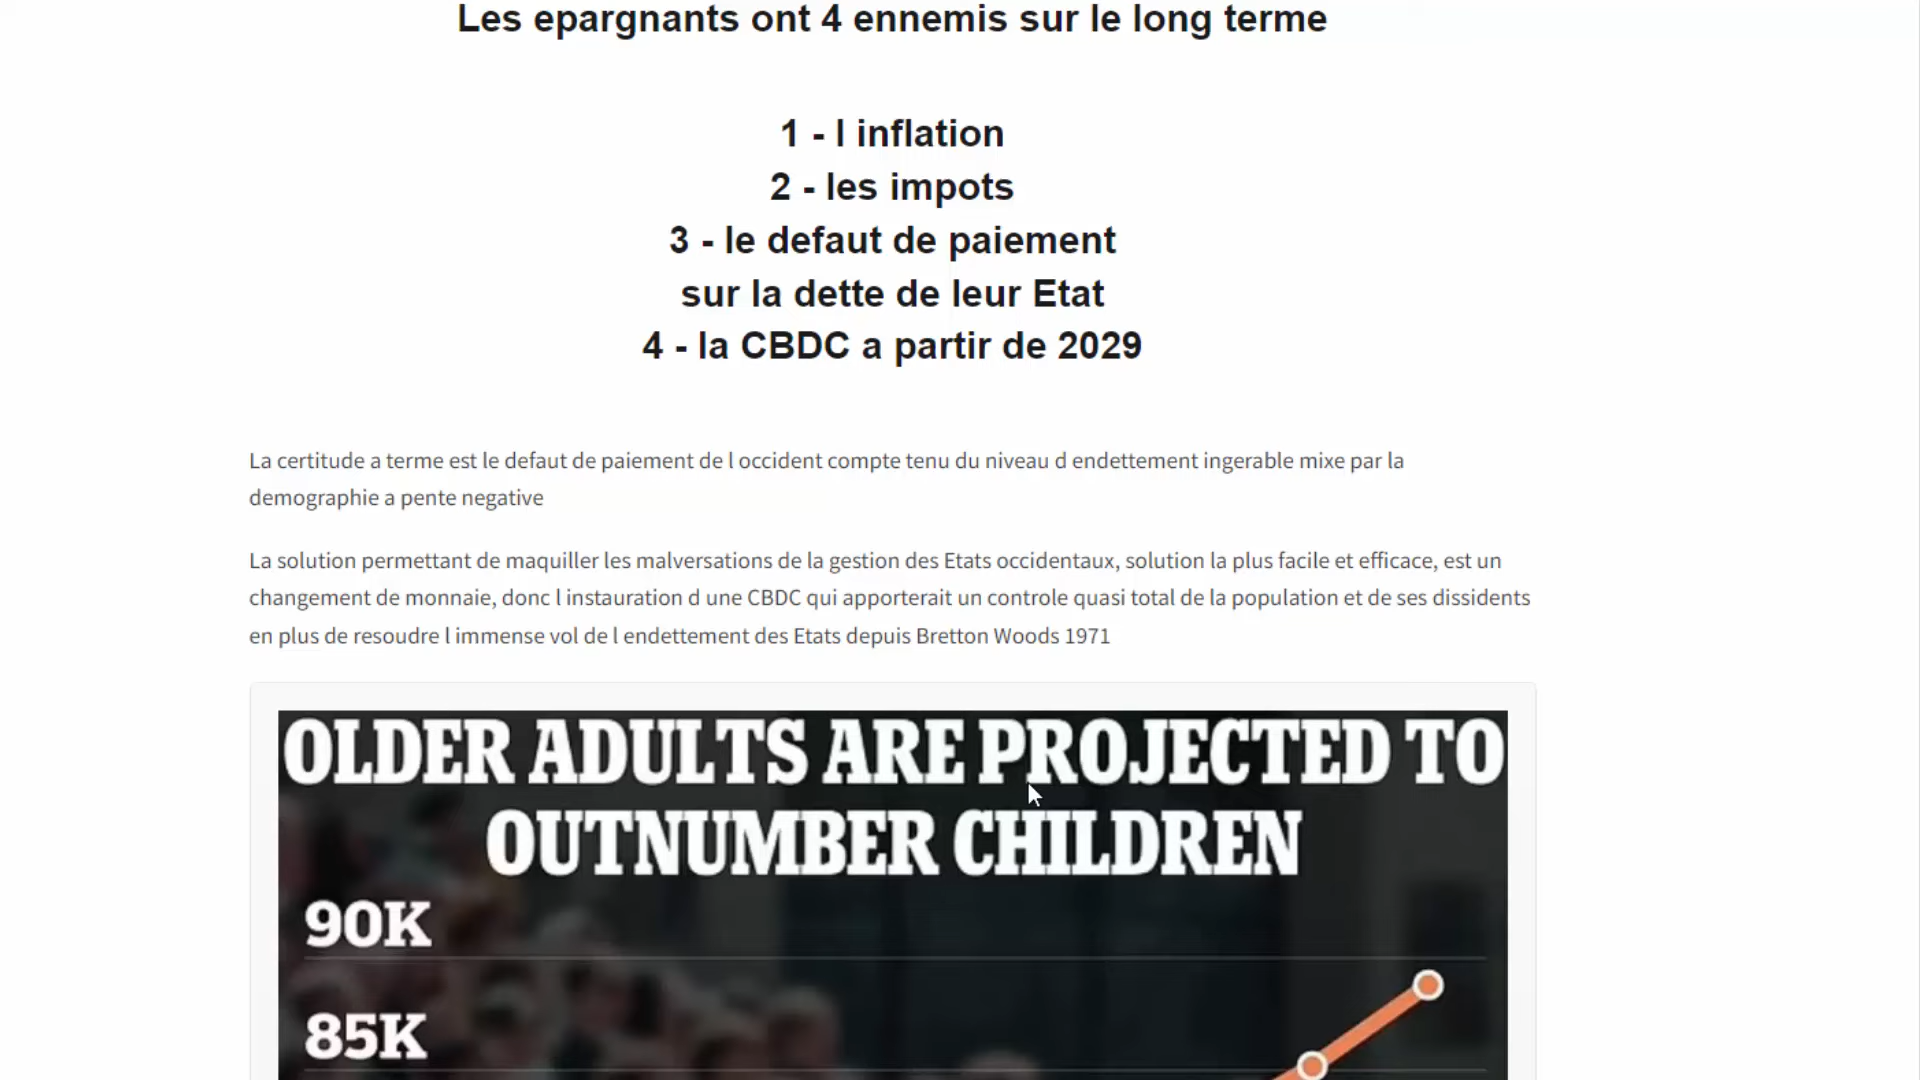 Les epargnants ont 4 ennemis sur le long terme
1 - l inflation
2 - les impots
3 - le defaut de paiement
sur la dette de leur Etat
4 - la CBDC a partir de 2029
La certitude a terme est le defaut de paiement de l occident compte tenu du niveau d endettement ingerable mixe par la
demographie a pente negative
La solution permettant de maquiller les malversations de la gestion des Etats occidentaux, solution la plus facile et efficace, est un
changement de monnaie, donc l instauration d une CBDC qui apporterait un controle quasi total de la population et de ses dissidents
en plus de resoudre l immense vol de l endettement des Etats depuis Bretton Woods 1971
OLDER ADULTS ARE PROJECTED TO
OUTNUMBER CHILDREN
90K
85K